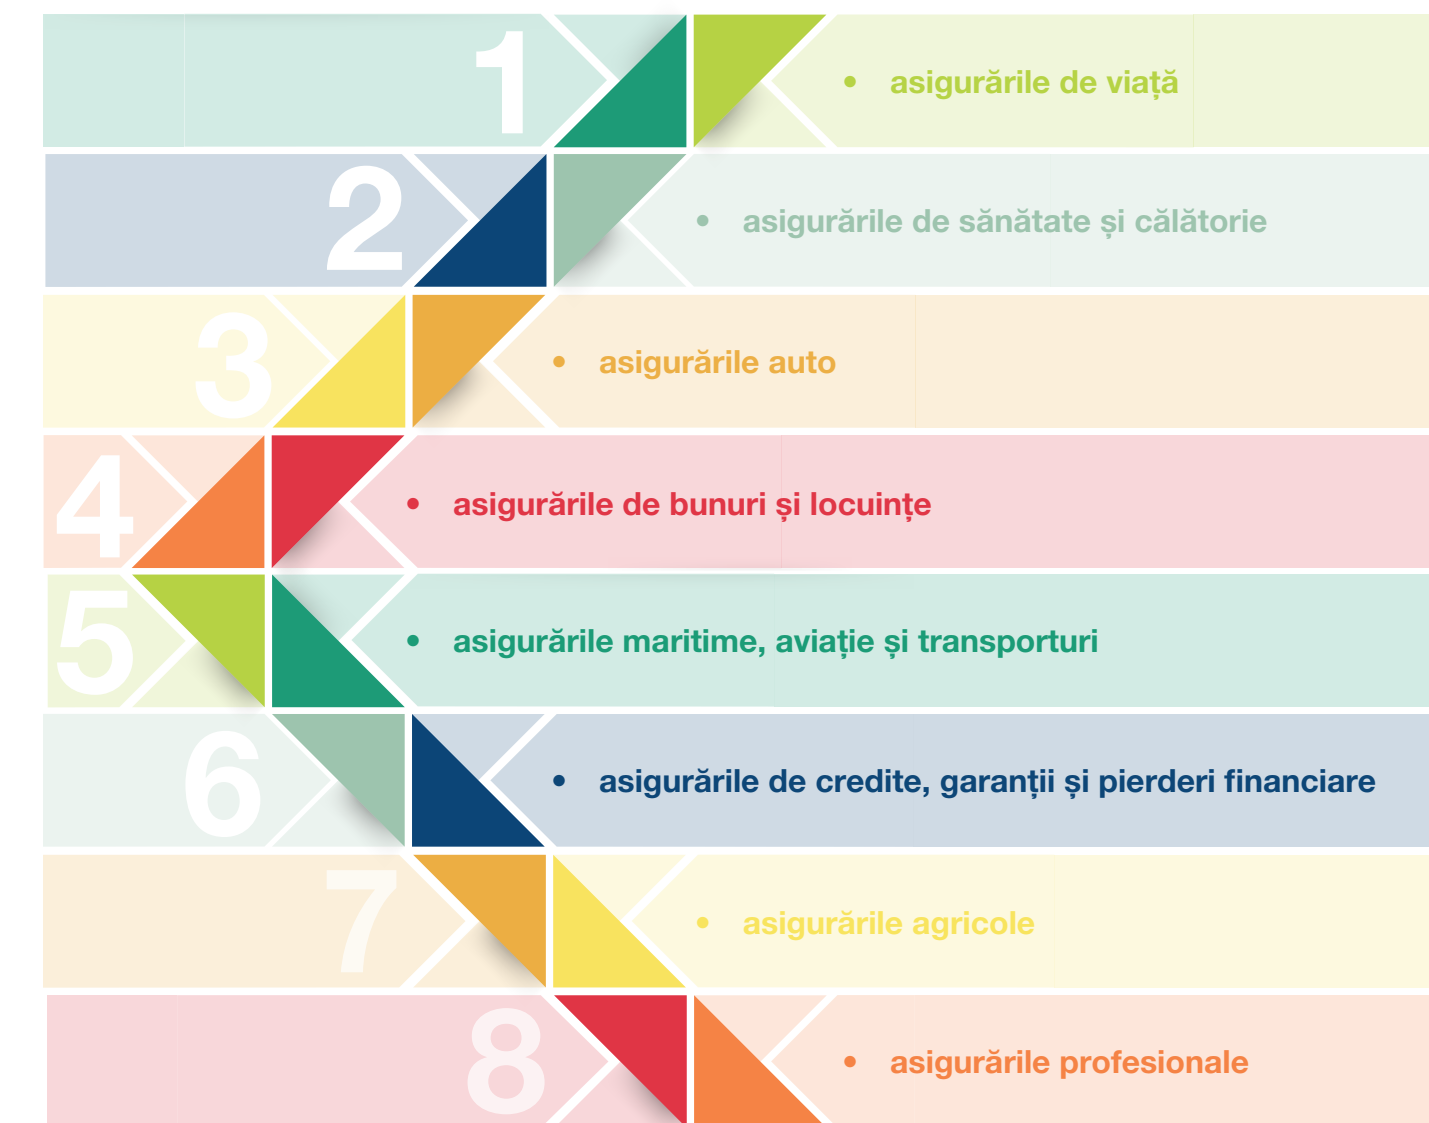 1 • asigurările de viață
2 • asigurările de sănătate și călătorie
3 • asigurările auto
4 • asigurările de bunuri și locuințe
5 • asigurările maritime, aviație și transporturi
6 • asigurările de credite, garanții și pierderi financiare
7 • asigurările agricole
8 • asigurările profesionale